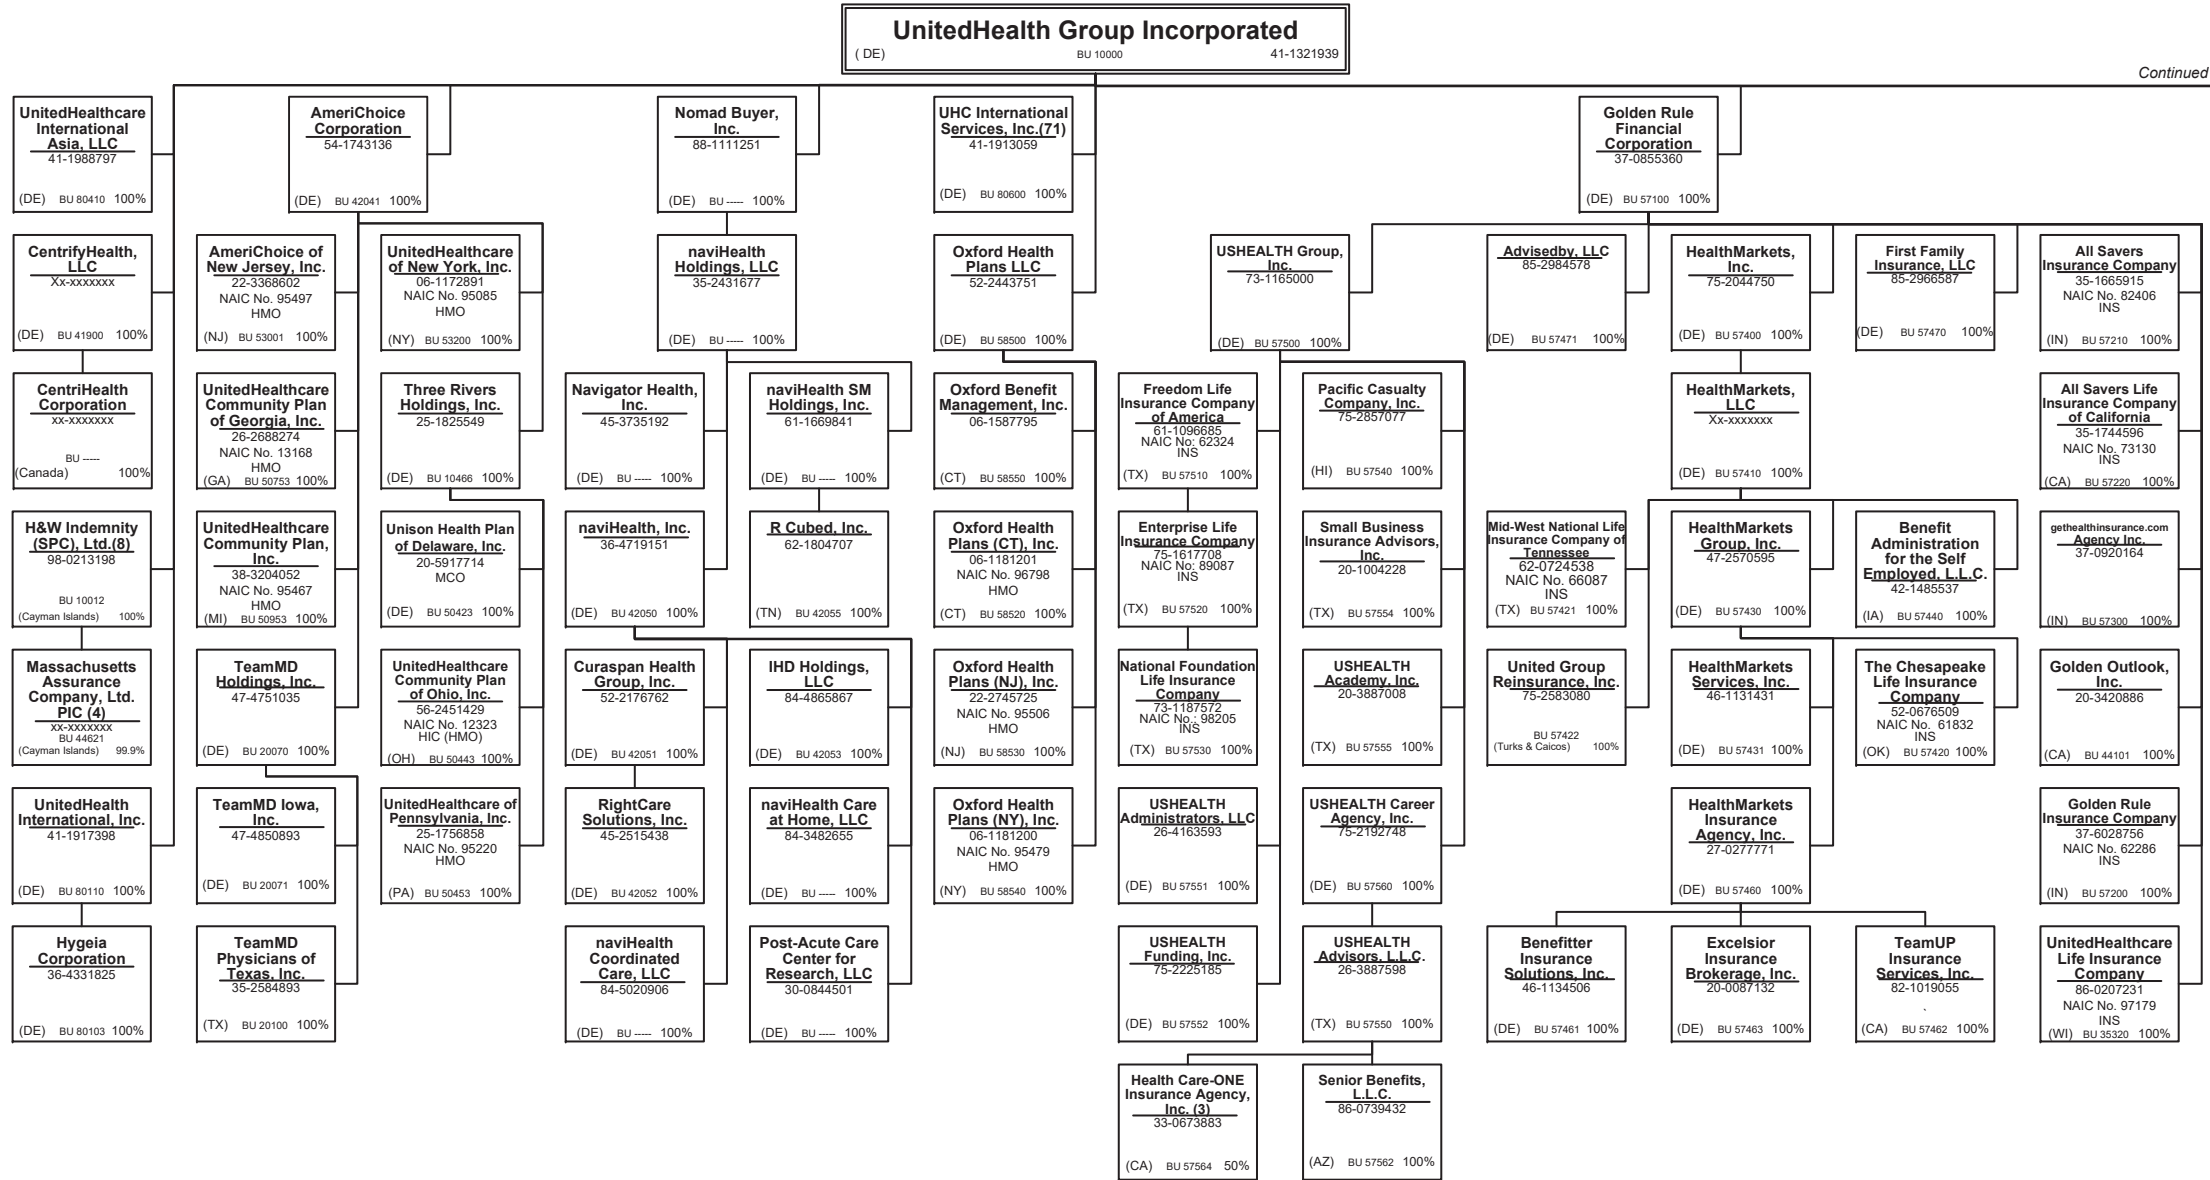 UnitedHealth Group Incorporated
( DE) BU 10000 41-1321939
Continued
UnitedHealthcare
International
Asia, LLC
41-1988797
(DE) BU 80410 100%
AmeriChoice
Corporation
54-1743136
(DE) BU 42041 100%
Nomad Buyer,
Inc.
88-1111251
(DE) BU ----- 100%
UHC International
Services, Inc.(71)
41-1913059
(DE) BU 80600 100%
Golden Rule
Financial
Corporation
37-0855360
(DE) BU 57100 100%
CentrifyHealth,
LLC
Xx-xxxxxxx
(DE) BU 41900 100%
AmeriChoice of
New Jersey, Inc.
22-3368602
NAIC No. 95497
HMO
(NJ) BU 53001 100%
UnitedHealthcare
of New York, Inc.
06-1172891
NAIC No. 95085
HMO
(NY) BU 53200 100%
naviHealth
Holdings, LLC
35-2431677
(DE) BU ----- 100%
Oxford Health
Plans LLC
52-2443751
(DE) BU 58500 100%
USHEALTH Group,
Inc.
73-1165000
(DE) BU 57500 100%
Advisedby, LLC
85-2984578
(DE) BU 57471 100%
HealthMarkets,
Inc.
75-2044750
(DE) BU 57400 100%
First Family
Insurance, LLC
85-2966587
(DE) BU 57470 100%
All Savers
Insurance Company
35-1665915
NAIC No. 82406
INS
(IN) BU 57210 100%
CentriHealth
Corporation
xx-xxxxxxx
BU -----
(Canada) 100%
UnitedHealthcare
Community Plan
of Georgia, Inc.
26-2688274
NAIC No. 13168
HMO
(GA) BU 50753 100%
Three Rivers
Holdings, Inc.
25-1825549
(DE) BU 10466 100%
Navigator Health,
Inc.
45-3735192
(DE) BU ----- 100%
naviHealth SM
Holdings, Inc.
61-1669841
(DE) BU ----- 100%
Oxford Benefit
Management, Inc.
06-1587795
(CT) BU 58550 100%
Freedom Life
Insurance Company
of America
61-1096685
NAIC No: 62324
INS
(TX) BU 57510 100%
Pacific Casualty
Company, Inc.
75-2857077
(HI) BU 57540 100%
HealthMarkets,
LLC
Xx-xxxxxxx
(DE) BU 57410 100%
All Savers Life
Insurance Company
of California
35-1744596
NAIC No. 73130
INS
(CA) BU 57220 100%
H&W Indemnity
(SPC), Ltd.(8)
98-0213198
BU 10012
(Cayman Islands) 100%
UnitedHealthcare
Community Plan,
Inc.
38-3204052
NAIC No. 95467
HMO
(MI) BU 50953 100%
Unison Health Plan
of Delaware, Inc.
20-5917714
MCO
(DE) BU 50423 100%
naviHealth, Inc.
36-4719151
(DE) BU 42050 100%
R Cubed, Inc.
62-1804707
(TN) BU 42055 100%
Oxford Health
Plans (CT), Inc.
06-1181201
NAIC No. 96798
HMO
(CT) BU 58520 100%
Enterprise Life
Insurance Company
75-1617708
NAIC No: 89087
INS
(TX) BU 57520 100%
Small Business
Insurance Advisors,
Inc.
20-1004228
(TX) BU 57554 100%
Mid-West National Life
Insurance Company of
Tennessee
62-0724538
NAIC No. 66087
INS
(TX) BU 57421 100%
HealthMarkets
Group, Inc.
47-2570595
(DE) BU 57430 100%
Benefit
Administration
for the Self
Employed, L.L.C.
42-1485537
(IA) BU 57440 100%
gethealthinsurance.com
Agency Inc.
37-0920164
(IN) BU 57300 100%
Massachusetts
Assurance
Company, Ltd.
PIC (4)
xx-xxxxxxx
BU 44621
(Cayman Islands) 99.9%
TeamMD
Holdings, Inc.
47-4751035
(DE) BU 20070 100%
UnitedHealthcare
Community Plan
of Ohio, Inc.
56-2451429
NAIC No. 12323
HIC (HMO)
(OH) BU 50443 100%
Curaspan Health
Group, Inc.
52-2176762
(DE) BU 42051 100%
IHD Holdings,
LLC
84-4865867
(DE) BU 42053 100%
Oxford Health
Plans (NJ), Inc.
22-2745725
NAIC No. 95506
HMO
(NJ) BU 58530 100%
National Foundation
Life Insurance
Company
73-1187572
NAIC No.: 98205
INS
(TX) BU 57530 100%
USHEALTH
Academy, Inc.
20-3887008
(TX) BU 57555 100%
United Group
Reinsurance, Inc.
75-2583080
BU 57422
(Turks & Caicos) 100%
HealthMarkets
Services, Inc.
46-1131431
(DE) BU 57431 100%
The Chesapeake
Life Insurance
Company
52-0676509
NAIC No. 61832
INS
(OK) BU 57420 100%
Golden Outlook,
Inc.
20-3420886
(CA) BU 44101 100%
UnitedHealth
International, Inc.
41-1917398
(DE) BU 80110 100%
TeamMD Iowa,
Inc.
47-4850893
(DE) BU 20071 100%
UnitedHealthcare of
Pennsylvania, Inc.
25-1756858
NAIC No. 95220
HMO
(PA) BU 50453 100%
RightCare
Solutions, Inc.
45-2515438
(DE) BU 42052 100%
naviHealth Care
at Home, LLC
84-3482655
(DE) BU ----- 100%
Oxford Health
Plans (NY), Inc.
06-1181200
NAIC No. 95479
HMO
(NY) BU 58540 100%
USHEALTH
Administrators, LLC
26-4163593
(DE) BU 57551 100%
USHEALTH Career
Agency, Inc.
75-2192748
(DE) BU 57560 100%
HealthMarkets
Insurance
Agency, Inc.
27-0277771
(DE) BU 57460 100%
Golden Rule
Insurance Company
37-6028756
NAIC No. 62286
INS
(IN) BU 57200 100%
Hygeia
Corporation
36-4331825
(DE) BU 80103 100%
TeamMD
Physicians of
Texas, Inc.
35-2584893
(TX) BU 20100 100%
naviHealth
Coordinated
Care, LLC
84-5020906
(DE) BU ----- 100%
Post-Acute Care
Center for
Research, LLC
30-0844501
(DE) BU ----- 100%
USHEALTH
Funding, Inc.
75-2225185
(DE) BU 57552 100%
USHEALTH
Advisors, L.L.C.
26-3887598
(TX) BU 57550 100%
Benefitter
Insurance
Solutions, Inc.
46-1134506
(DE) BU 57461 100%
Excelsior
Insurance
Brokerage, Inc.
20-0087132
(DE) BU 57463 100%
TeamUP
Insurance
Services, Inc.
82-1019055
(CA) BU 57462 100%
UnitedHealthcare
Life Insurance
Company
86-0207231
NAIC No. 97179
INS
(WI) BU 35320 100%
Health Care-ONE
Insurance Agency,
Inc. (3)
33-0673883
(CA) BU 57564 50%
Senior Benefits,
L.L.C.
86-0739432
(AZ) BU 57562 100%